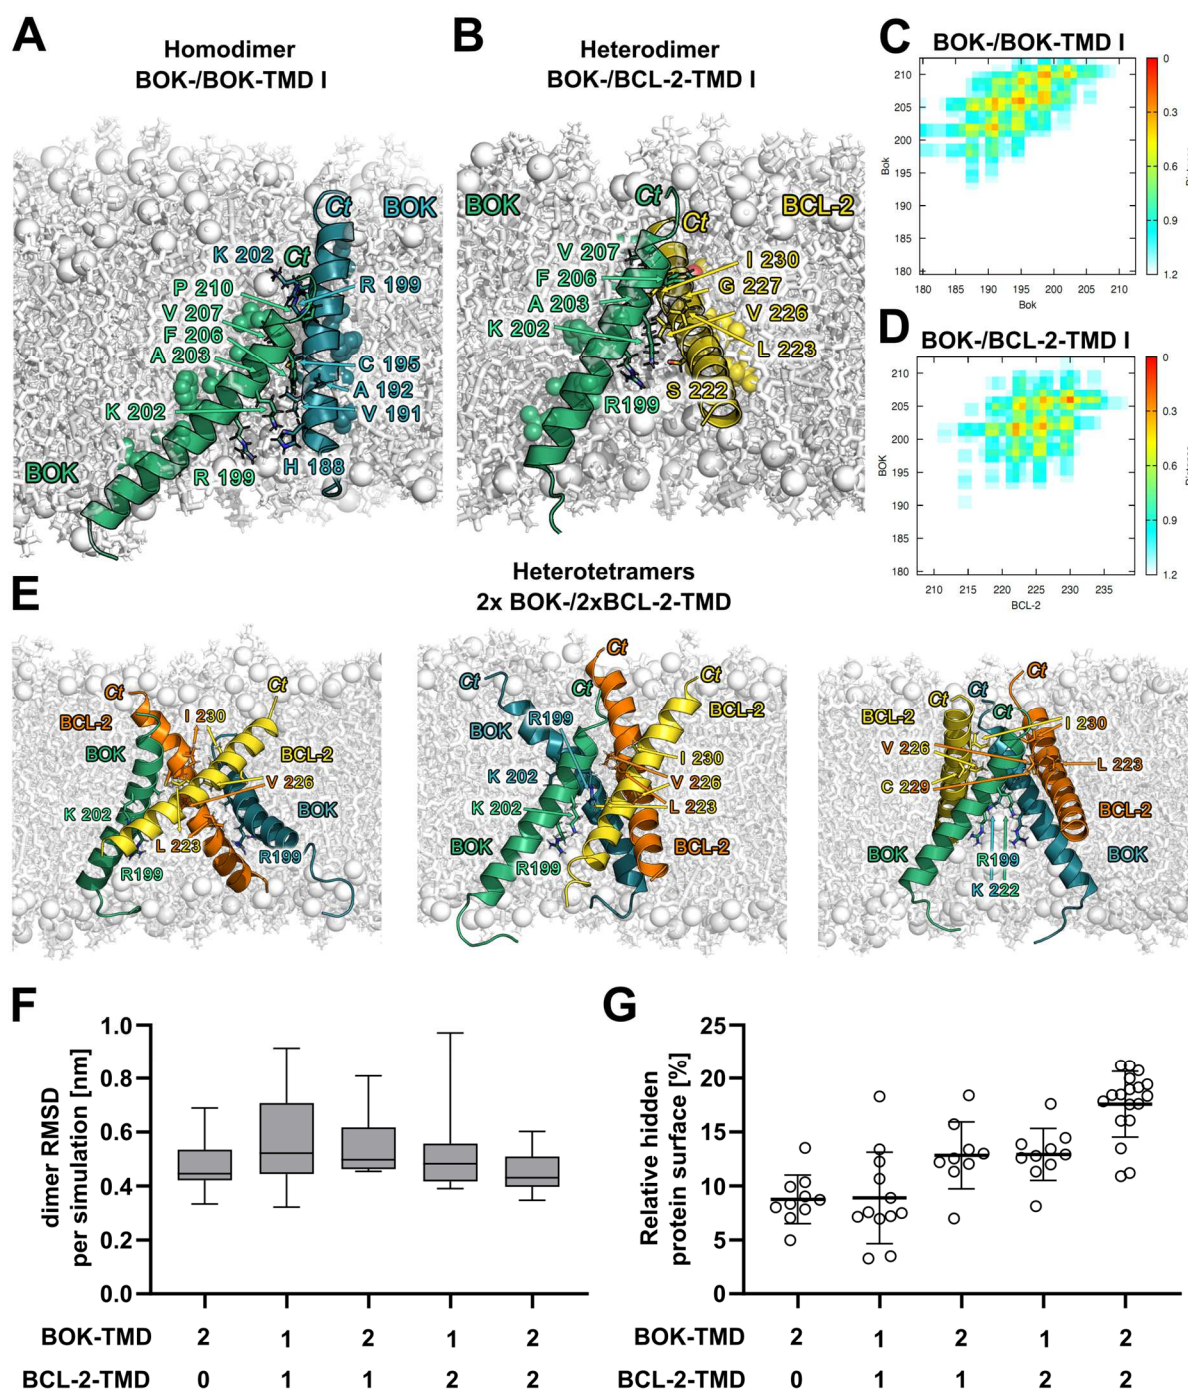 A
Homodimer
BOK-/BOK-TMD I
Ct
BOK
K 202
Ct
R 199
P 210
V 207
F 206
A 203
C 195
A 192
K 202
V 191
BOK
R 199
H 188
B
Heterodimer
BOK-/BCL-2-TMD I
BOK
Ct
BCL-2
Ct
V 207
I 230
F 206
G 227
A 203
V 226
K 202
L 223
S 222
R199
C
BOK-/BOK-TMD I
210
205
200
195
190
185
180
Bok
180 185 190 195 200 205 210
Bok
0
0.3
0.6
0.9
1.2
D
BOK-/BCL-2-TMD I
210
205
200
195
190
185
180
BOK
210 215 220 225 230 235
BCL-2
0
0.3
0.6
0.9
1.2
E
Heterotetramers
2x BOK-/2xBCL-2-TMD
Ct
Ct
BCL-2
I 230
BOK
BCL-2
V 226
K 202
BOK
L 223
R199
R199
Ct
Ct
Ct
BOK
R199
BCL-2
I 230
K 202
V 226
K 202
L 223
BOK
R199
BCL-2
Ct
Ct
Ct
Ct
BCL-2
I 230
V 226
L 223
C 229
BCL-2
BOK
R199
BOK
K 222
F
dimer RMSD
per simulation [nm]
1.0
0.8
0.6
0.4
0.2
0.0
BOK-TMD 2 1 2 1 2
BCL-2-TMD 0 1 1 2 2
G
Relative hidden
protein surface [%]
25
20
15
10
5
0
BOK-TMD 2 1 2 1 2
BCL-2-TMD 0 1 1 2 2